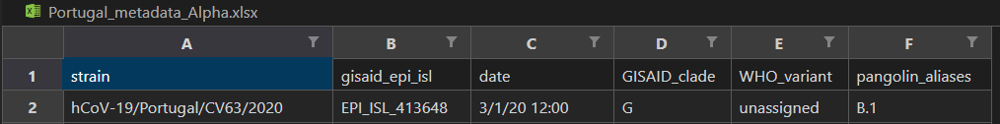 Portugal_metadata_Alpha.xlsx
A B C D E F
1 strain gisaid_epi_isl date GISAID_clade WHO_variant pangolin_aliases
2 hCoV-19/Portugal/CV63/2020 EPI_ISL_413648 3/1/20 12:00 G unassigned B.1